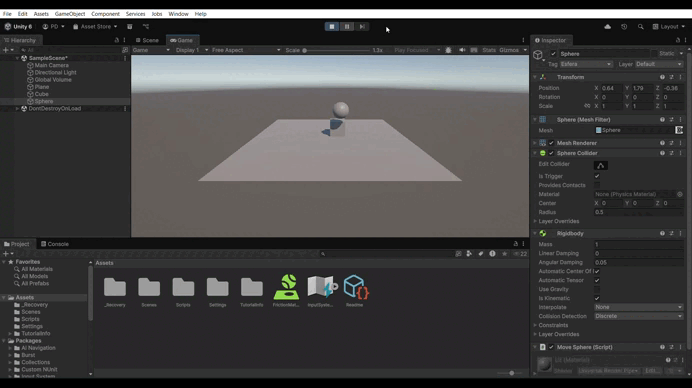 File Edit Assets GameObject Component Services Jobs Window Help
Unity 6 PD Asset Store Layout
Hierarchy Scene Game Inspector
All Game Display 1 Free Aspect Scale 1.3x Play Focused Stats Gizmos Sphere Static
SampleScene* Tag Esfera Layer Default
Main Camera
Directional Light Transform
Global Volume Position X 0.64 Y 1.79 Z -0.38
Plane Rotation X 0 Y 0 Z 0
Cube Scale X 1 Y 1 Z 1
Sphere
DontDestroyOnLoad
Sphere (Mesh Filter)
Mesh Sphere
Mesh Renderer
Sphere Collider
Edit Collider
Is Trigger
Provides Contacts
Material None (Physics Material)
Center X 0 Y 0 Z 0
Radius 0.5
Layer Overrides
Rigidbody
Mass 1
Linear Damping 0
Angular Damping 0.05
Automatic Center Of
Automatic Tensor
Use Gravity
Is Kinematic
Interpolate None
Collision Detection Discrete
Constraints
Layer Overrides
Move Sphere (Script)
Project Console
22
Favorites
All Materials
All Models
All Prefabs
Assets
_Recovery
Scenes
Scripts
Settings
TutorialInfo
Packages
AI Navigation
Burst
Collections
Custom NUnit
Assets
_Recovery Scenes Scripts Settings TutorialInfo InputSyste... Readme